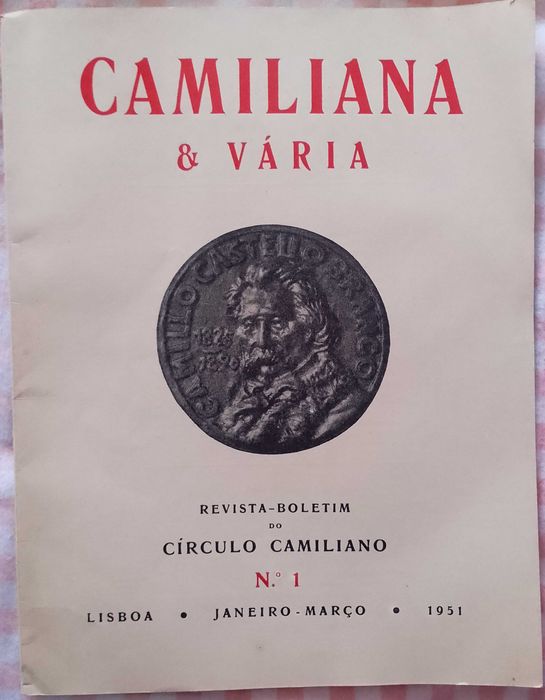 CAMILIANA
& VÁRIA
CAMILLO CASTELLO BRANCO
1825
1890
REVISTA-BOLETIM
DO
CÍRCULO CAMILIANO
N.º 1
LISBOA • JANEIRO - MARÇO • 1951